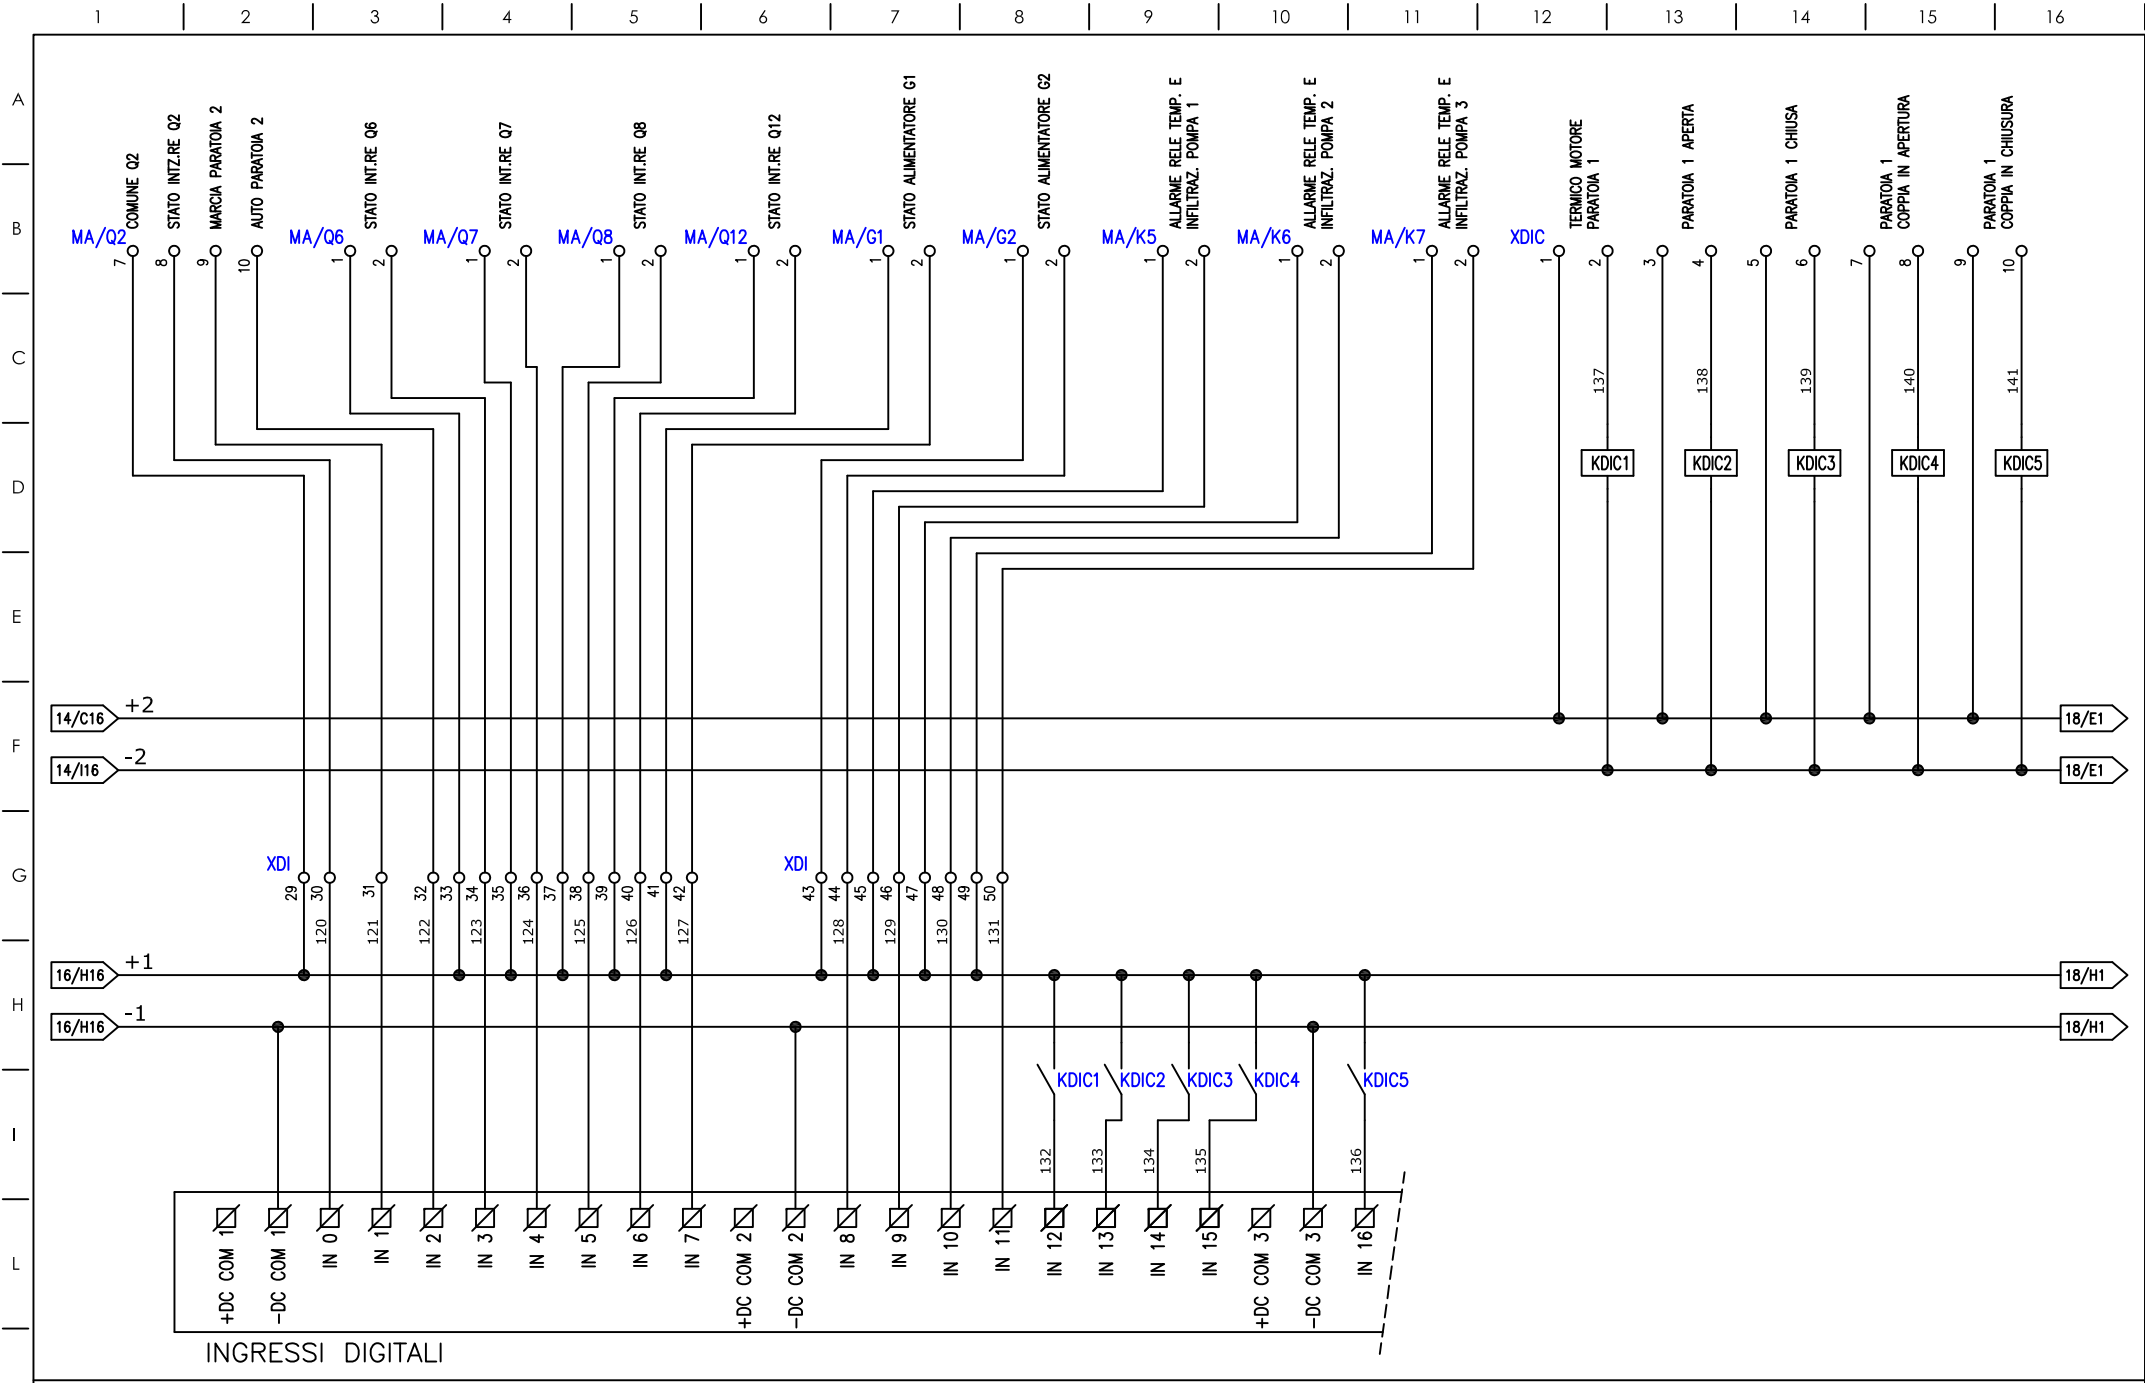 1 2 3 4 5 6 7 8 9 10 11 12 13 14 15 16
A
B
C
D
E
F
G
H
I
L
MA/Q2
COMUNE Q2
STATO INTZ.RE Q2
MARCIA PARATOIA 2
AUTO PARATOIA 2
7 8 9 10
MA/Q6
STATO INT.RE Q6
1 2
MA/Q7
STATO INT.RE Q7
1 2
MA/Q8
STATO INT.RE Q8
1 2
MA/Q12
STATO INT.RE Q12
1 2
MA/G1
STATO ALIMENTATORE G1
1 2
MA/G2
STATO ALIMENTATORE G2
1 2
MA/K5
ALLARME RELE TEMP. E
INFILTRAZ. POMPA 1
1 2
MA/K6
ALLARME RELE TEMP. E
INFILTRAZ. POMPA 2
1 2
MA/K7
ALLARME RELE TEMP. E
INFILTRAZ. POMPA 3
1 2
XDIC
TERMICO MOTORE
PARATOIA 1
PARATOIA 1 APERTA
PARATOIA 1 CHIUSA
PARATOIA 1
COPPIA IN APERTURA
PARATOIA 1
COPPIA IN CHIUSURA
1 2 3 4 5 6 7 8 9 10
137 138 139 140 141
KDIC1 KDIC2 KDIC3 KDIC4 KDIC5
14/C16 +2 18/E1
14/I16 -2 18/E1
XDI XDI
29 30 31 32 33 34 35 36 37 38 39 40 41 42 43 44 45 46 47 48 49 50
120 121 122 123 124 125 126 127 128 129 130 131
16/H16 +1 18/H1
16/H16 -1 18/H1
KDIC1 KDIC2 KDIC3 KDIC4 KDIC5
132 133 134 135 136
+DC COM 1
-DC COM 1
IN 0
IN 1
IN 2
IN 3
IN 4
IN 5
IN 6
IN 7
+DC COM 2
-DC COM 2
IN 8
IN 9
IN 10
IN 11
IN 12
IN 13
IN 14
IN 15
+DC COM 3
-DC COM 3
IN 16
INGRESSI DIGITALI